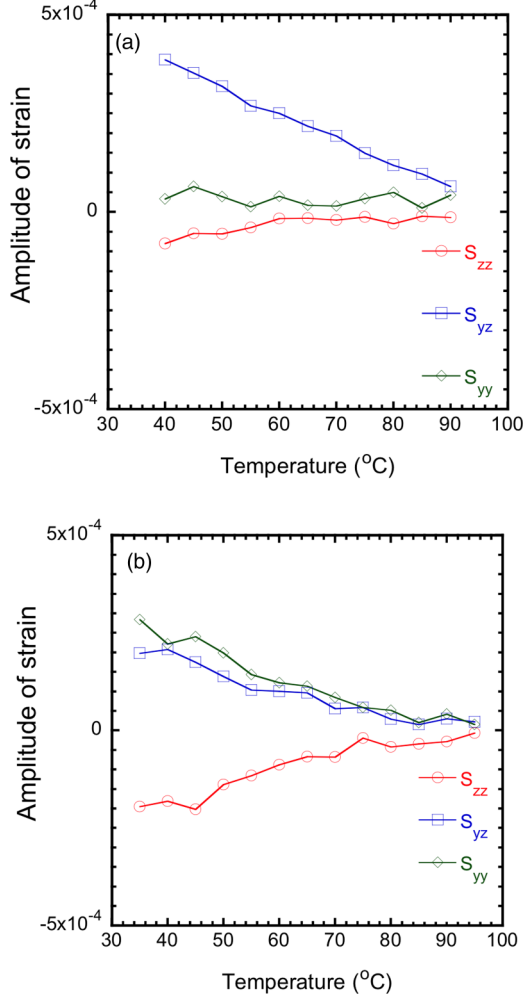 5x10-4
(a)
Amplitude of strain
0
Szz
Syz
Syy
-5x10-4
30 40 50 60 70 80 90 100
Temperature (oC)
5x10-4
(b)
Amplitude of strain
0
Szz
Syz
Syy
-5x10-4
30 40 50 60 70 80 90 100
Temperature (oC)